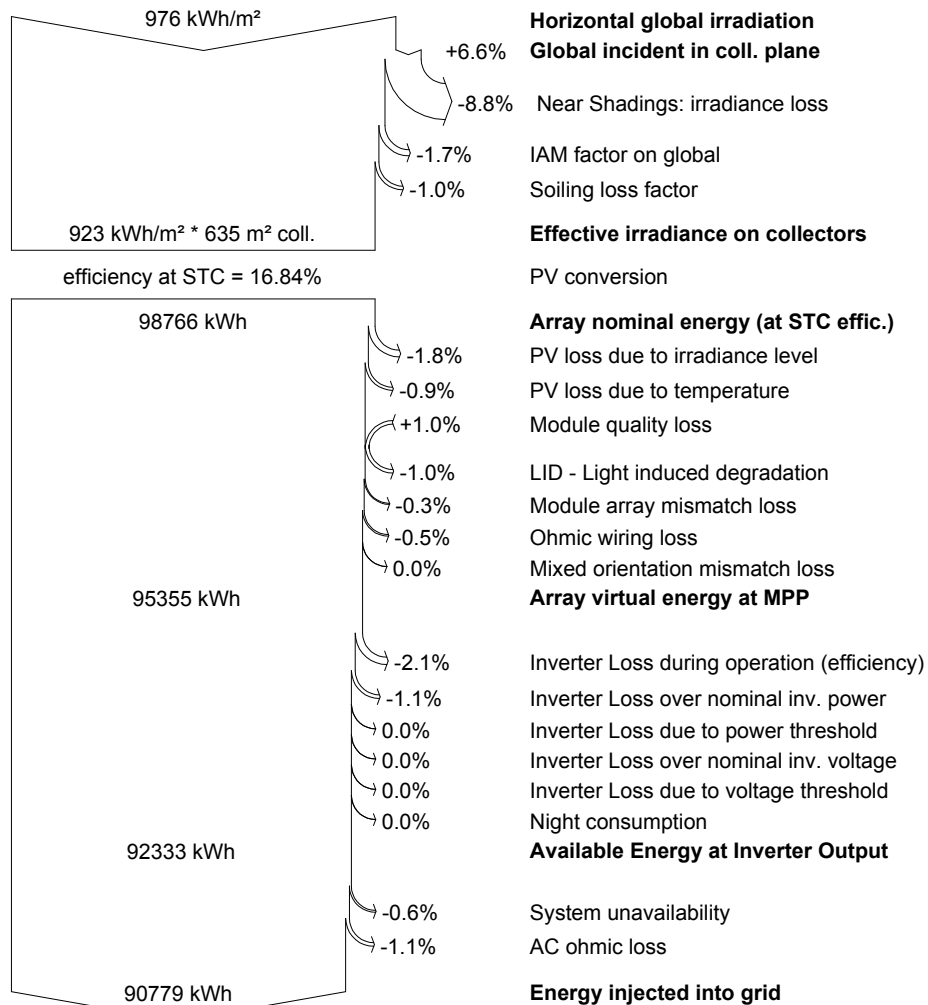 976 kWh/m² Horizontal global irradiation
+6.6% Global incident in coll. plane
-8.8% Near Shadings: irradiance loss
-1.7% IAM factor on global
-1.0% Soiling loss factor
923 kWh/m² * 635 m² coll. Effective irradiance on collectors
efficiency at STC = 16.84% PV conversion
98766 kWh Array nominal energy (at STC effic.)
-1.8% PV loss due to irradiance level
-0.9% PV loss due to temperature
+1.0% Module quality loss
-1.0% LID - Light induced degradation
-0.3% Module array mismatch loss
-0.5% Ohmic wiring loss
0.0% Mixed orientation mismatch loss
95355 kWh Array virtual energy at MPP
-2.1% Inverter Loss during operation (efficiency)
-1.1% Inverter Loss over nominal inv. power
0.0% Inverter Loss due to power threshold
0.0% Inverter Loss over nominal inv. voltage
0.0% Inverter Loss due to voltage threshold
0.0% Night consumption
92333 kWh Available Energy at Inverter Output
-0.6% System unavailability
-1.1% AC ohmic loss
90779 kWh Energy injected into grid